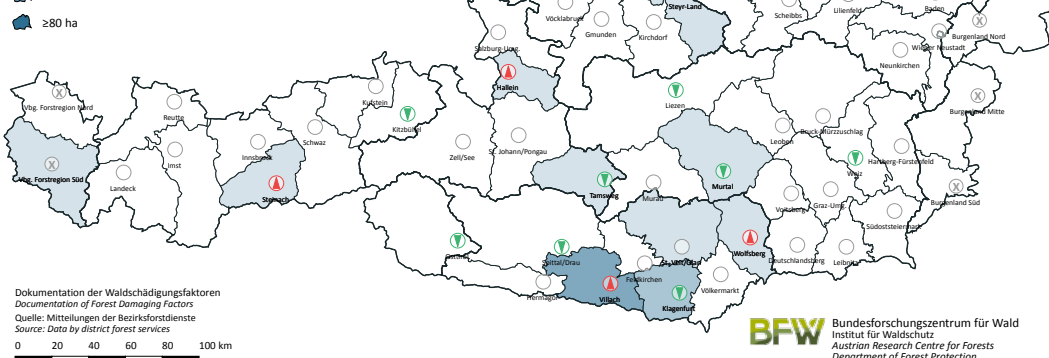 ≥80 ha
Vöcklabruck
Gmunden
Kirchdorf
Steyr-Land
Scheibbs
Lilienfeld
Baden
Wiener Neustadt
Burgenland Nord
Neunkirchen
Salzburg-Umg.
Hallein
Liezen
Burgenland Mitte
Vbg. Forstregion Nord
Reutte
Kufstein
Kitzbühel
Bruck-Mürzzuschlag
Leoben
Innsbruck
Schwaz
Zell/See
St. Johann/Pongau
Hartberg-Fürstenfeld
Weiz
Imst
Vbg. Forstregion Süd
Landeck
Steinach
Tamsweg
Murau
Murtal
Voitsberg
Graz-Umg.
Burgenland Süd
Südoststeiermark
Osttirol
Spittal/Drau
St. Veit/Glan
Wolfsberg
Deutschlandsberg
Leibnitz
Feldkirchen
Völkermarkt
Hermagor
Villach
Klagenfurt
Dokumentation der Waldschädigungsfaktoren
Documentation of Forest Damaging Factors
Quelle: Mitteilungen der Bezirksforstdienste
Source: Data by district forest services
0 20 40 60 80 100 km
BFW
Bundesforschungszentrum für Wald
Institut für Waldschutz
Austrian Research Centre for Forests
Department of Forest Protection